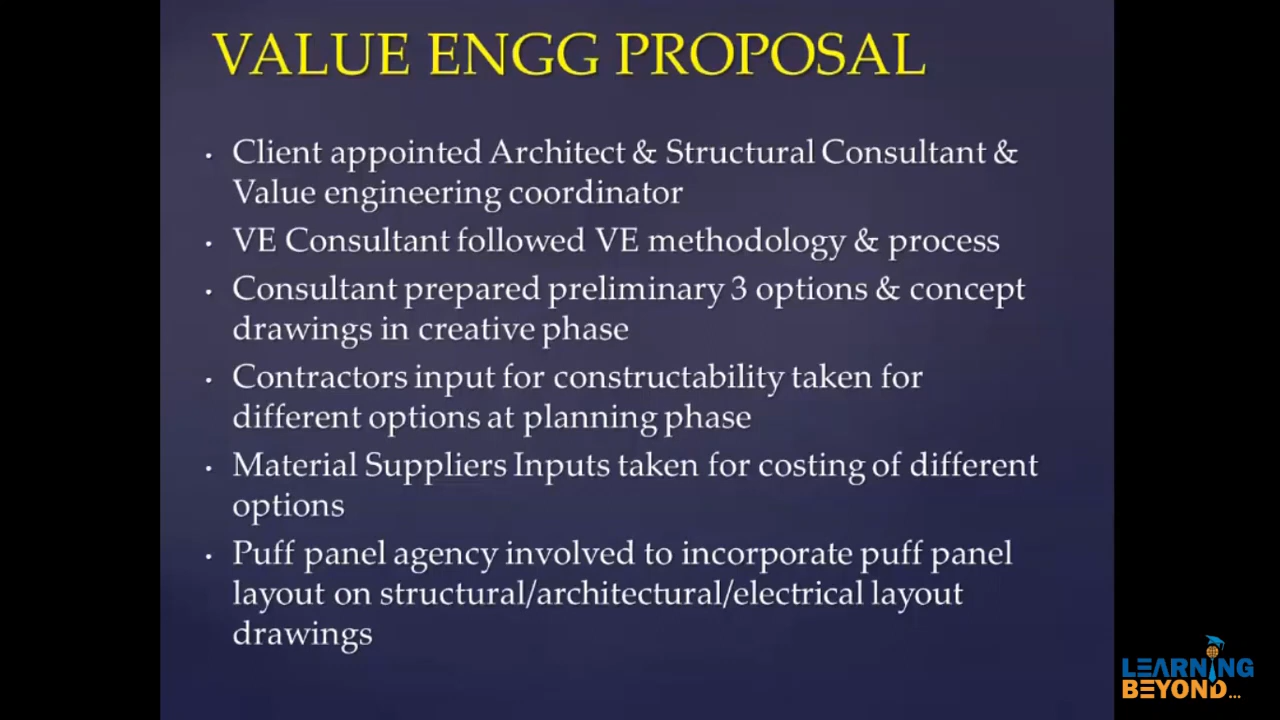 VALUE ENGG PROPOSAL
• Client appointed Architect & Structural Consultant &
Value engineering coordinator
• VE Consultant followed VE methodology & process
• Consultant prepared preliminary 3 options & concept
drawings in creative phase
• Contractors input for constructability taken for
different options at planning phase
• Material Suppliers Inputs taken for costing of different
options
• Puff panel agency involved to incorporate puff panel
layout on structural/architectural/electrical layout
drawings
LEARNING
BEYOND...